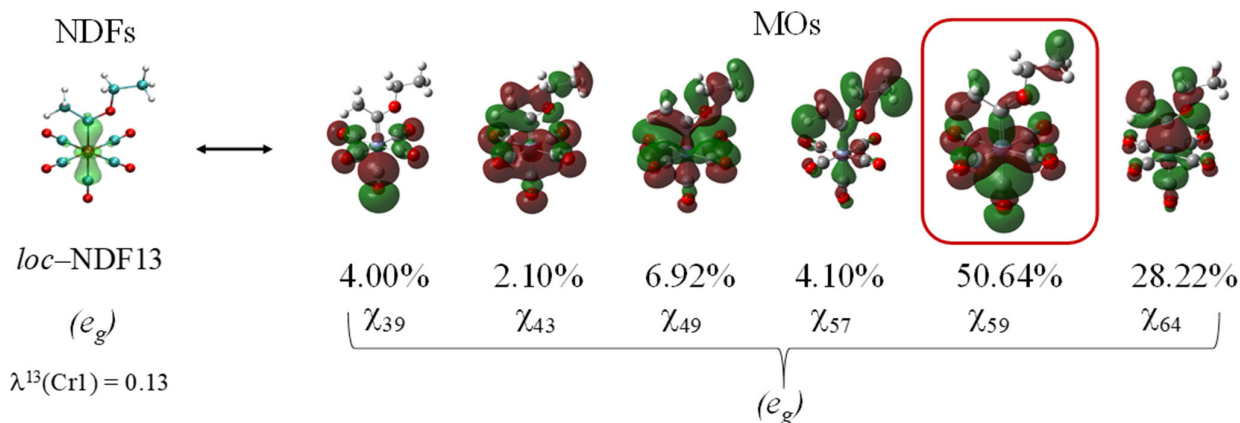 NDFs
MOs
loc–NDF13
4.00% 2.10% 6.92% 4.10% 50.64% 28.22%
(eg)
χ39 χ43 χ49 χ57 χ59 χ64
λ13(Cr1) = 0.13
(eg)